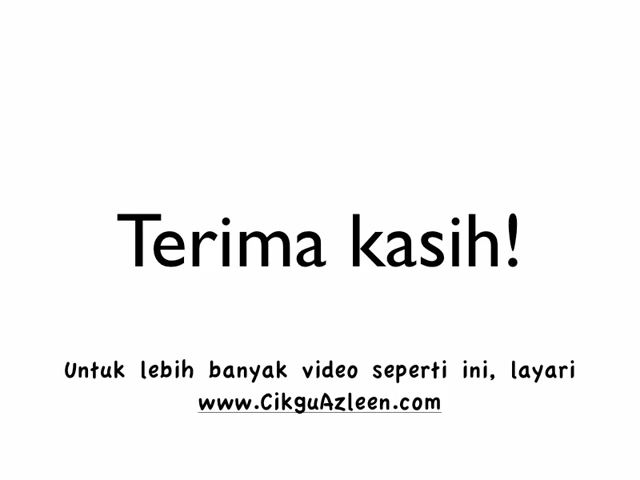 Terima kasih!
Untuk lebih banyak video seperti ini, layari
www.CikguAzleen.com